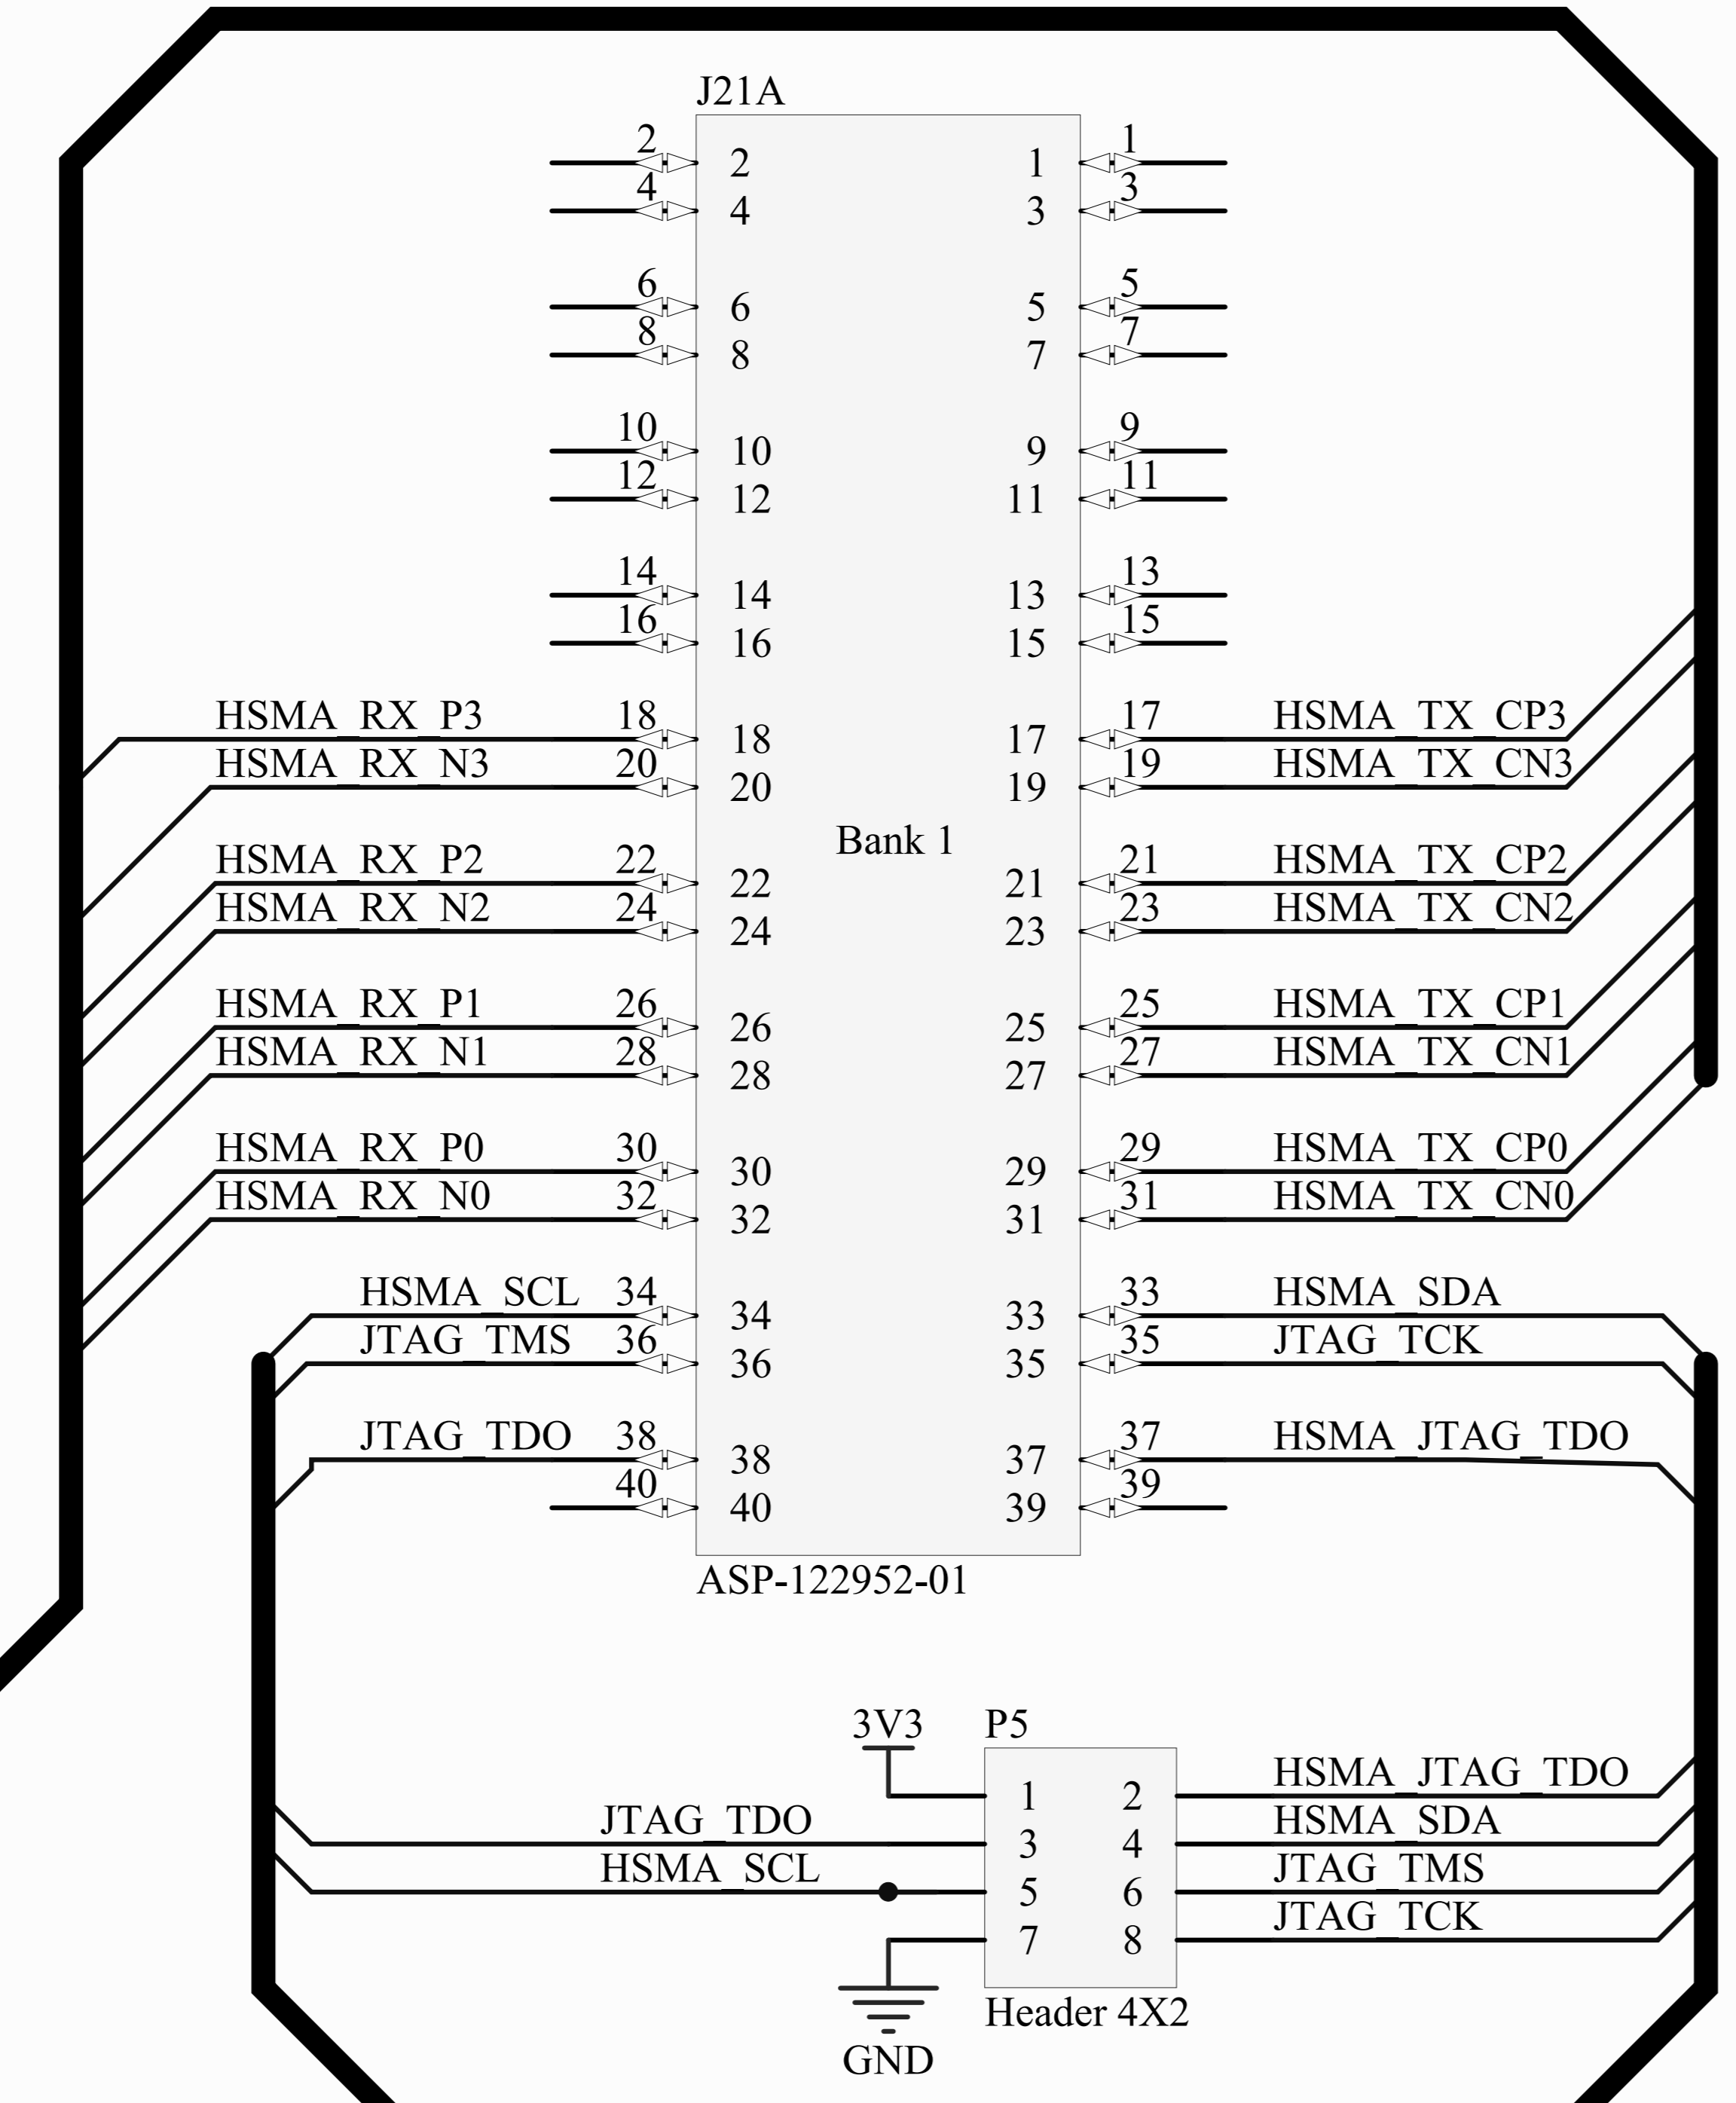 J21A
2 2 1 1
4 4 3 3
6 6 5 5
8 8 7 7
10 10 9 9
12 12 11 11
14 14 13 13
16 16 15 15
HSMA_RX_P3 18 18 17 17 HSMA_TX_CP3
HSMA_RX_N3 20 20 19 19 HSMA_TX_CN3
Bank 1
HSMA_RX_P2 22 22 21 21 HSMA_TX_CP2
HSMA_RX_N2 24 24 23 23 HSMA_TX_CN2
HSMA_RX_P1 26 26 25 25 HSMA_TX_CP1
HSMA_RX_N1 28 28 27 27 HSMA_TX_CN1
HSMA_RX_P0 30 30 29 29 HSMA_TX_CP0
HSMA_RX_N0 32 32 31 31 HSMA_TX_CN0
HSMA_SCL 34 34 33 33 HSMA_SDA
JTAG_TMS 36 36 35 35 JTAG_TCK
JTAG_TDO 38 38 37 37 HSMA_JTAG_TDO
40 40 39 39
ASP-122952-01
3V3 P5
1 2 HSMA_JTAG_TDO
JTAG_TDO 3 4 HSMA_SDA
HSMA_SCL 5 6 JTAG_TMS
7 8 JTAG_TCK
Header 4X2
GND